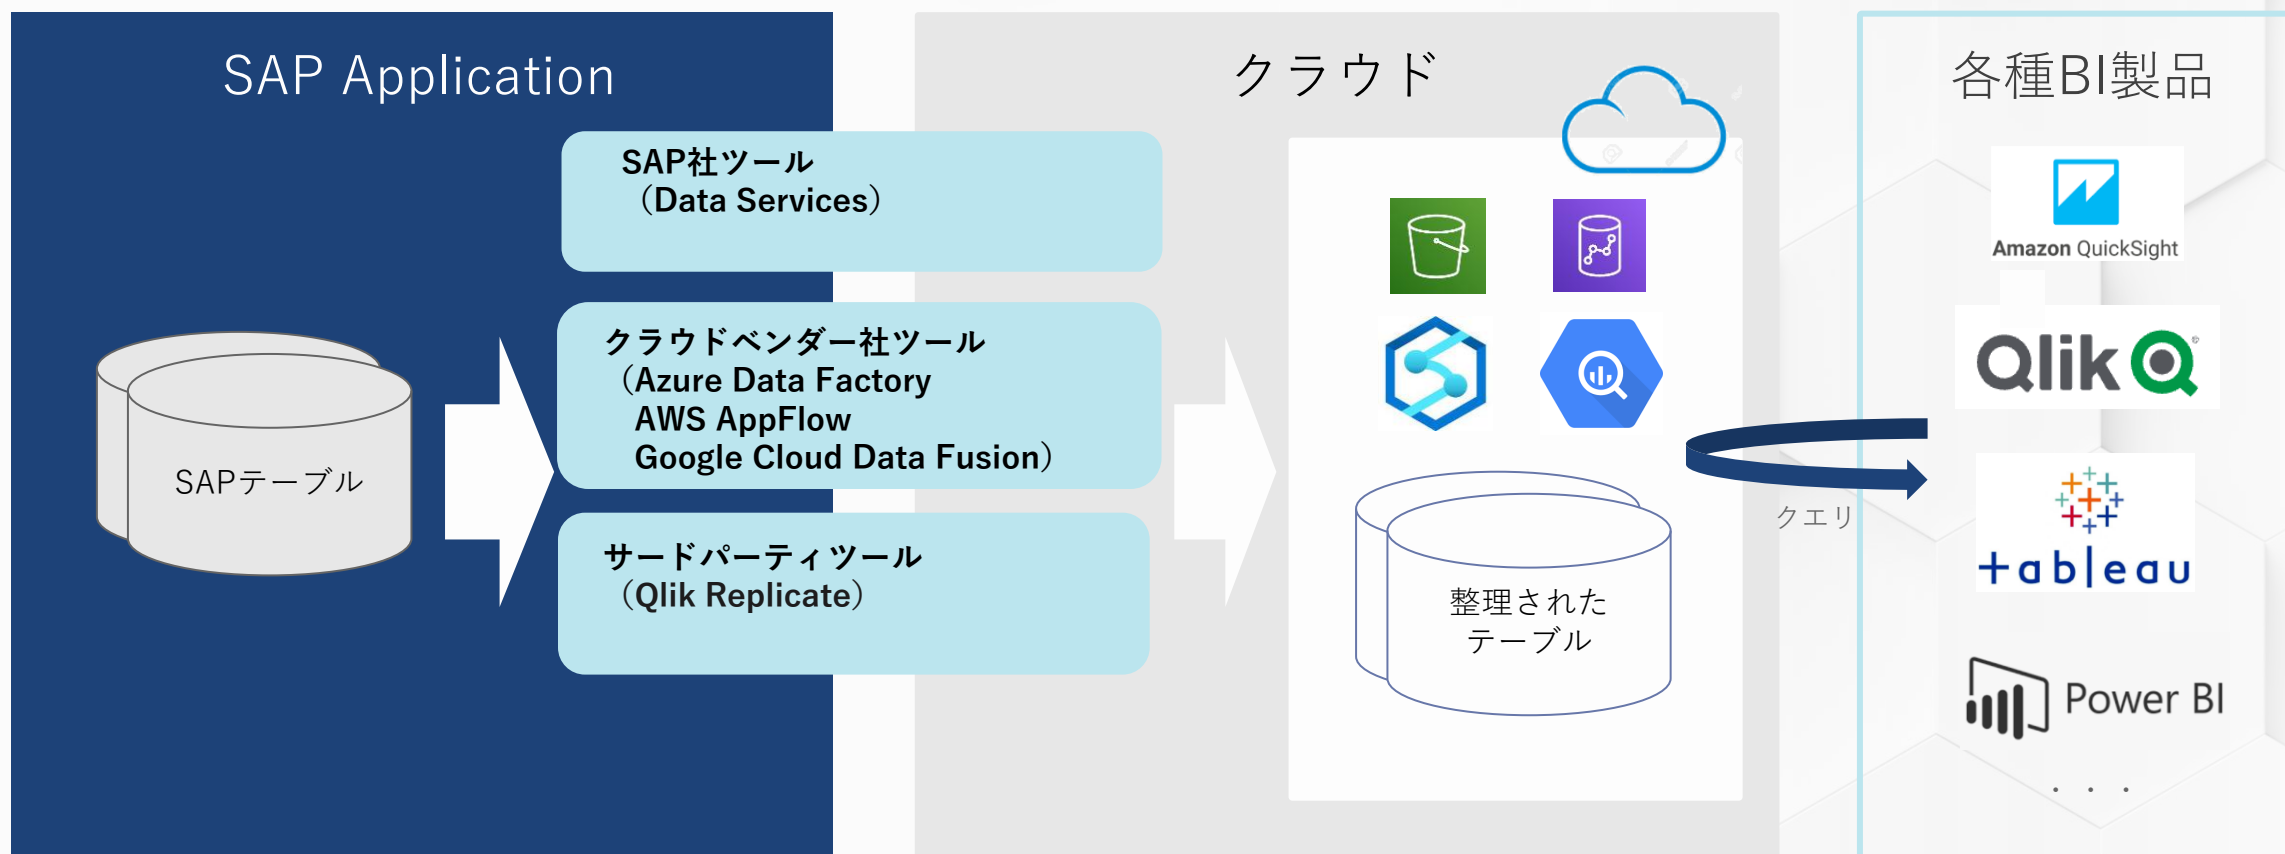 SAP Application
SAPテーブル
SAP社ツール
（Data Services）
クラウドベンダー社ツール
（Azure Data Factory
AWS AppFlow
Google Cloud Data Fusion）
サードパーティツール
（Qlik Replicate）
クラウド
整理された
テーブル
クエリ
各種BI製品
Amazon QuickSight
Qlik
+ableau
Power BI
・・・